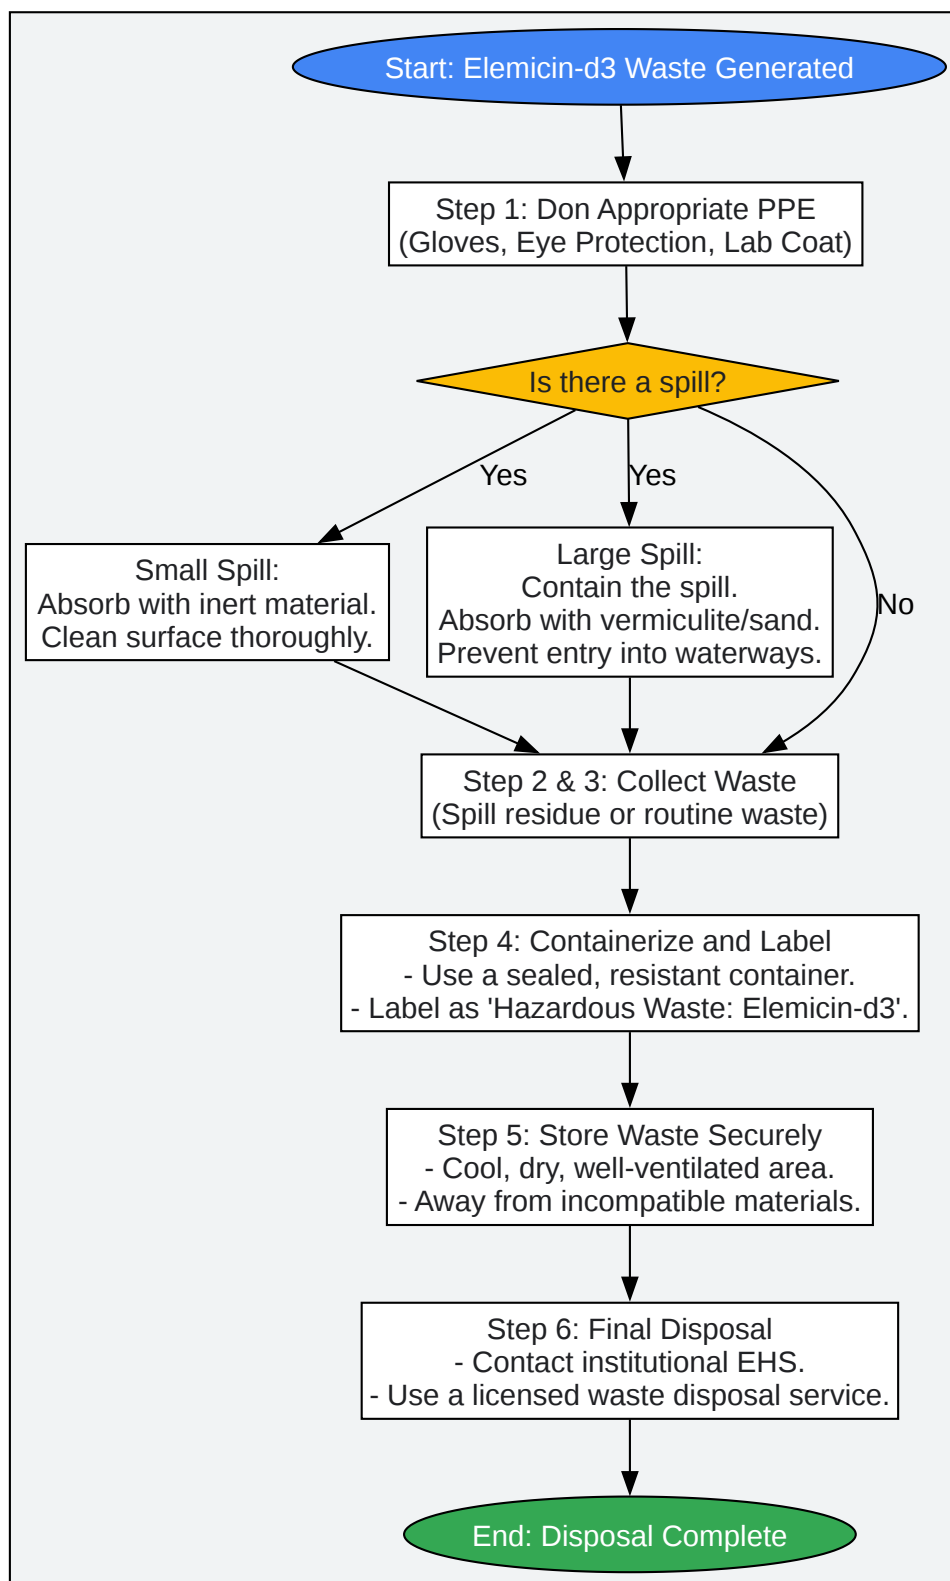 Start: Elemicin-d3 Waste Generated
Step 1: Don Appropriate PPE
(Gloves, Eye Protection, Lab Coat)
Is there a spill?
Yes
Yes
No
Small Spill:
Absorb with inert material.
Clean surface thoroughly.
Large Spill:
Contain the spill.
Absorb with vermiculite/sand.
Prevent entry into waterways.
Step 2 & 3: Collect Waste
(Spill residue or routine waste)
Step 4: Containerize and Label
- Use a sealed, resistant container.
- Label as 'Hazardous Waste: Elemicin-d3'.
Step 5: Store Waste Securely
- Cool, dry, well-ventilated area.
- Away from incompatible materials.
Step 6: Final Disposal
- Contact institutional EHS.
- Use a licensed waste disposal service.
End: Disposal Complete